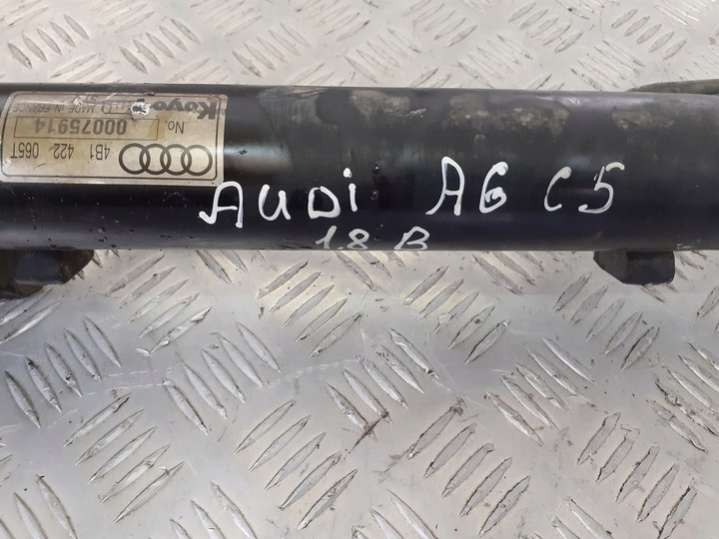 Koyo
MADE IN FRANCE
No. 00075914
4B1 422 065T
AUDi A6 C5
1.8 B